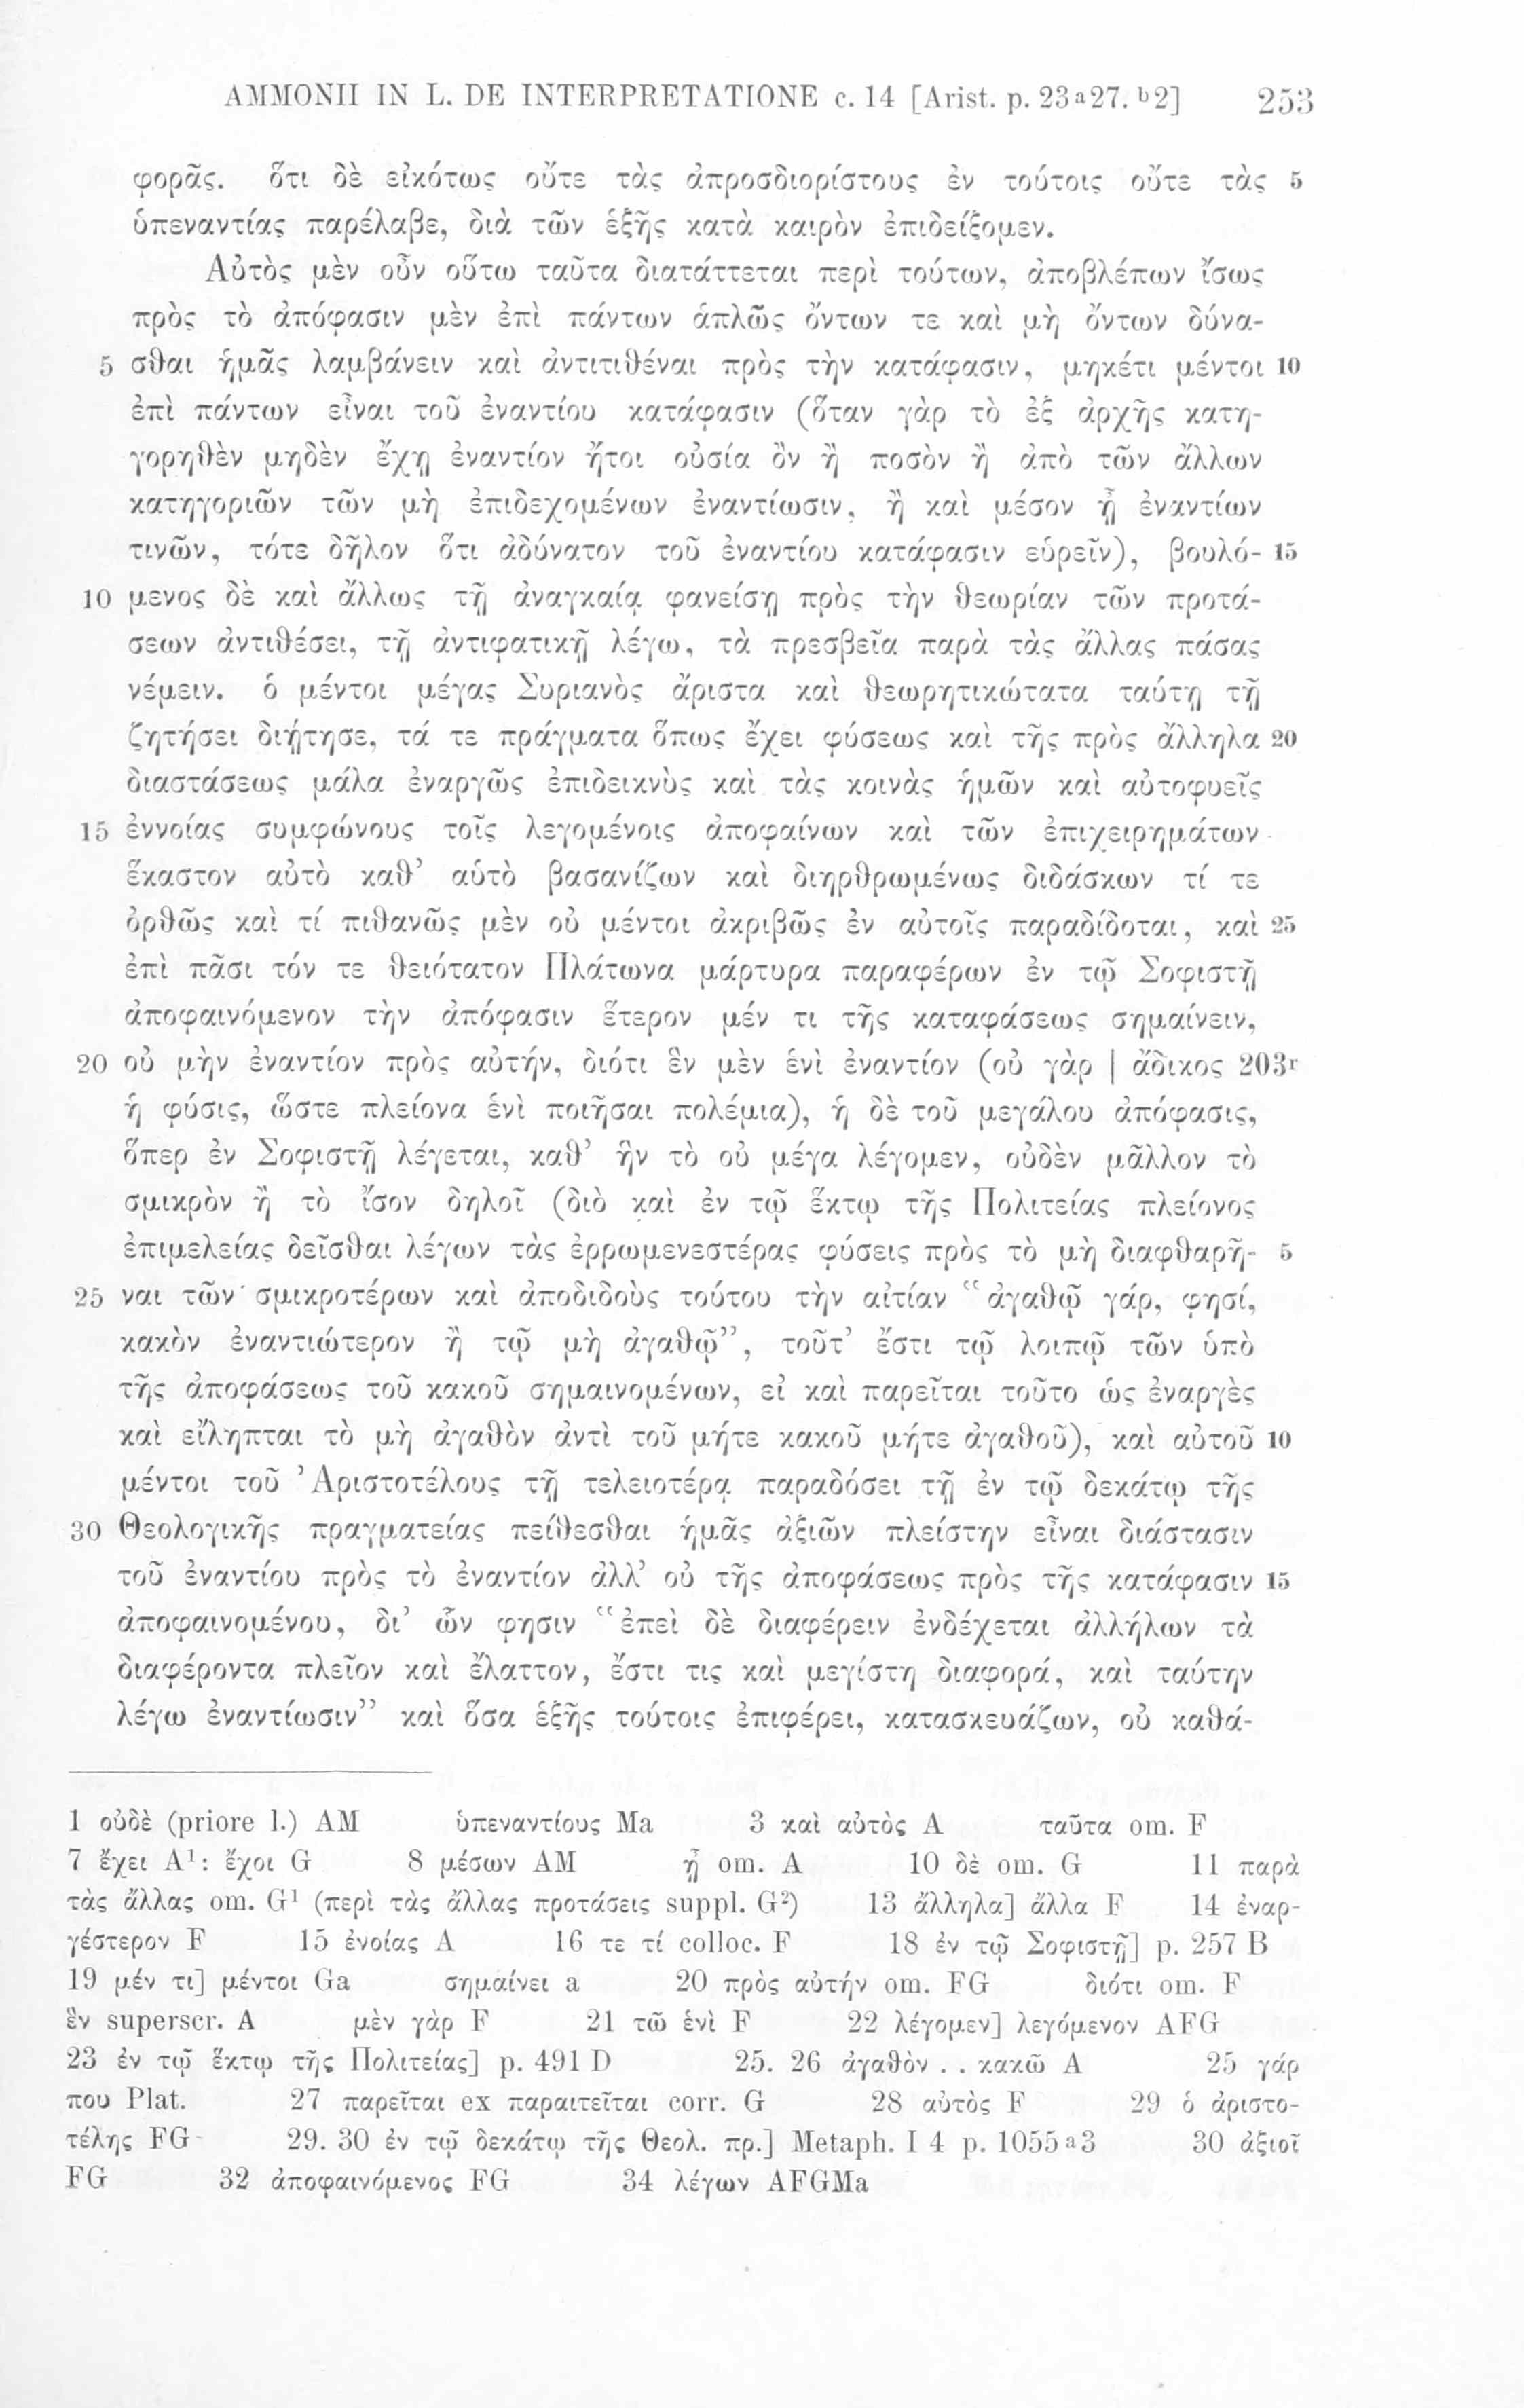 AMMONII IN L. DE INTERPRETATIONE c. 14 [Arist. p. 23ᵃ27. ᵇ2] 253
φορᾶς. ὅτι δὲ εἰκότως οὔτε τὰς ἀπροσδιορίστους ἐν τούτοις οὔτε τὰς 5
ὑπεναντίας παρέλαβε, διὰ τῶν ἑξῆς κατὰ καιρὸν ἐπιδείξομεν.
Αὐτὸς μὲν οὖν οὕτω ταῦτα διατάττεται περὶ τούτων, ἀποβλέπων ἴσως
πρὸς τὸ ἀπόφασιν μὲν ἐπὶ πάντων ἁπλῶς ὄντων τε καὶ μὴ ὄντων δύνα-
5 σθαι ἡμᾶς λαμβάνειν καὶ ἀντιτιθέναι πρὸς τὴν κατάφασιν, μηκέτι μέντοι 10
ἐπὶ πάντων εἶναι τοῦ ἐναντίου κατάφασιν (ὅταν γὰρ τὸ ἐξ ἀρχῆς κατη-
γορηθὲν μηδὲν ἔχῃ ἐναντίον ἤτοι οὐσία ὂν ἢ ποσὸν ἢ ἀπὸ τῶν ἄλλων
κατηγοριῶν τῶν μὴ ἐπιδεχομένων ἐναντίωσιν, ἢ καὶ μέσον ᾖ ἐναντίων
τινῶν, τότε δῆλον ὅτι ἀδύνατον τοῦ ἐναντίου κατάφασιν εὑρεῖν), βουλό- 15
10 μενος δὲ καὶ ἄλλως τῇ ἀναγκαίᾳ φανείσῃ πρὸς τὴν θεωρίαν τῶν προτά-
σεων ἀντιθέσει, τῇ ἀντιφατικῇ λέγω, τὰ πρεσβεῖα παρὰ τὰς ἄλλας πάσας
νέμειν. ὁ μέντοι μέγας Συριανὸς ἄριστα καὶ θεωρητικώτατα ταύτῃ τῇ
ζητήσει διῄτησε, τά τε πράγματα ὅπως ἔχει φύσεως καὶ τῆς πρὸς ἄλληλα 20
διαστάσεως μάλα ἐναργῶς ἐπιδεικνὺς καὶ τὰς κοινὰς ἡμῶν καὶ αὐτοφυεῖς
15 ἐννοίας συμφώνους τοῖς λεγομένοις ἀποφαίνων καὶ τῶν ἐπιχειρημάτων
ἕκαστον αὐτὸ καθ’ αὑτὸ βασανίζων καὶ διηρθρωμένως διδάσκων τί τε
ὀρθῶς καὶ τί πιθανῶς μὲν οὐ μέντοι ἀκριβῶς ἐν αὐτοῖς παραδίδοται, καὶ 25
ἐπὶ πᾶσι τόν τε θειότατον Πλάτωνα μάρτυρα παραφέρων ἐν τῷ Σοφιστῇ
ἀποφαινόμενον τὴν ἀπόφασιν ἕτερον μέν τι τῆς καταφάσεως σημαίνειν,
20 οὐ μὴν ἐναντίον πρὸς αὐτήν, διότι ἓν μὲν ἑνὶ ἐναντίον (οὐ γὰρ | ἄδικος 203ʳ
ἡ φύσις, ὥστε πλείονα ἑνὶ ποιῆσαι πολέμια), ἡ δὲ τοῦ μεγάλου ἀπόφασις,
ὅπερ ἐν Σοφιστῇ λέγεται, καθ’ ἣν τὸ οὐ μέγα λέγομεν, οὐδὲν μᾶλλον τὸ
σμικρὸν ἢ τὸ ἴσον δηλοῖ (διὸ καὶ ἐν τῷ ἕκτῳ τῆς Πολιτείας πλείονος
ἐπιμελείας δεῖσθαι λέγων τὰς ἐρρωμενεστέρας φύσεις πρὸς τὸ μὴ διαφθαρῆ- 5
25 ναι τῶν σμικροτέρων καὶ ἀποδιδοὺς τούτου τὴν αἰτίαν “ἀγαθῷ γάρ, φησί,
κακὸν ἐναντιώτερον ἢ τῷ μὴ ἀγαθῷ”, τοῦτ’ ἔστι τῷ λοιπῷ τῶν ὑπὸ
τῆς ἀποφάσεως τοῦ κακοῦ σημαινομένων, εἰ καὶ παρεῖται τοῦτο ὡς ἐναργὲς
καὶ εἴληπται τὸ μὴ ἀγαθὸν ἀντὶ τοῦ μήτε κακοῦ μήτε ἀγαθοῦ), καὶ αὐτοῦ 10
μέντοι τοῦ Ἀριστοτέλους τῇ τελειοτέρᾳ παραδόσει τῇ ἐν τῷ δεκάτῳ τῆς
30 Θεολογικῆς πραγματείας πείθεσθαι ἡμᾶς ἀξιῶν πλείστην εἶναι διάστασιν
τοῦ ἐναντίου πρὸς τὸ ἐναντίον ἀλλ’ οὐ τῆς ἀποφάσεως πρὸς τῆς κατάφασιν 15
ἀποφαινομένου, δι’ ὧν φησιν “ἐπεὶ δὲ διαφέρειν ἐνδέχεται ἀλλήλων τὰ
διαφέροντα πλεῖον καὶ ἔλαττον, ἔστι τις καὶ μεγίστη διαφορά, καὶ ταύτην
λέγω ἐναντίωσιν” καὶ ὅσα ἑξῆς τούτοις ἐπιφέρει, κατασκευάζων, οὐ καθά-
1 οὐδὲ (priore l.) AM ὑπεναντίους Ma 3 καὶ αὐτὸς A ταῦτα om. F
7 ἔχει A¹: ἔχοι G 8 μέσων AM ᾖ om. A 10 δὲ om. G 11 παρὰ
τὰς ἄλλας om. G¹ (περὶ τὰς ἄλλας προτάσεις suppl. G²) 13 ἄλληλα] ἄλλα F 14 ἐναρ-
γέστερον F 15 ἐνοίας A 16 τε τί colloc. F 18 ἐν τῷ Σοφιστῇ] p. 257 B
19 μέν τι] μέντοι Ga σημαίνει a 20 πρὸς αὐτήν om. FG διότι om. F
ἓν superscr. A μὲν γὰρ F 21 τῶ ἑνὶ F 22 λέγομεν] λεγόμενον AFG
23 ἐν τῷ ἕκτῳ τῆς Πολιτείας] p. 491 D 25. 26 ἀγαθὸν . . κακῶ A 25 γάρ
που Plat. 27 παρεῖται ex παραιτεῖται corr. G 28 αὐτὸς F 29 ὁ ἀριστο-
τέλης FG 29. 30 ἐν τῷ δεκάτῳ τῆς Θεολ. πρ.] Metaph. I 4 p. 1055ᵃ3 30 ἀξιοῖ
FG 32 ἀποφαινόμενος FG 34 λέγων AFGMa